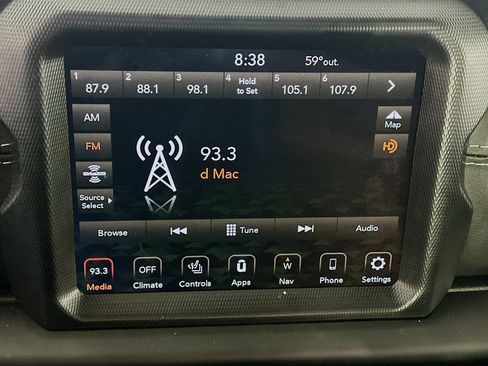 8:38 59°out.
1 87.9 2 88.1 3 98.1 4 Hold to Set 5 105.1 6 107.9 >
AM
Map
FM
HD
SiriusXM
Source Select
93.3
d Mac
Browse Tune Audio
93.3 OFF W
Media Climate Controls Apps Nav Phone Settings